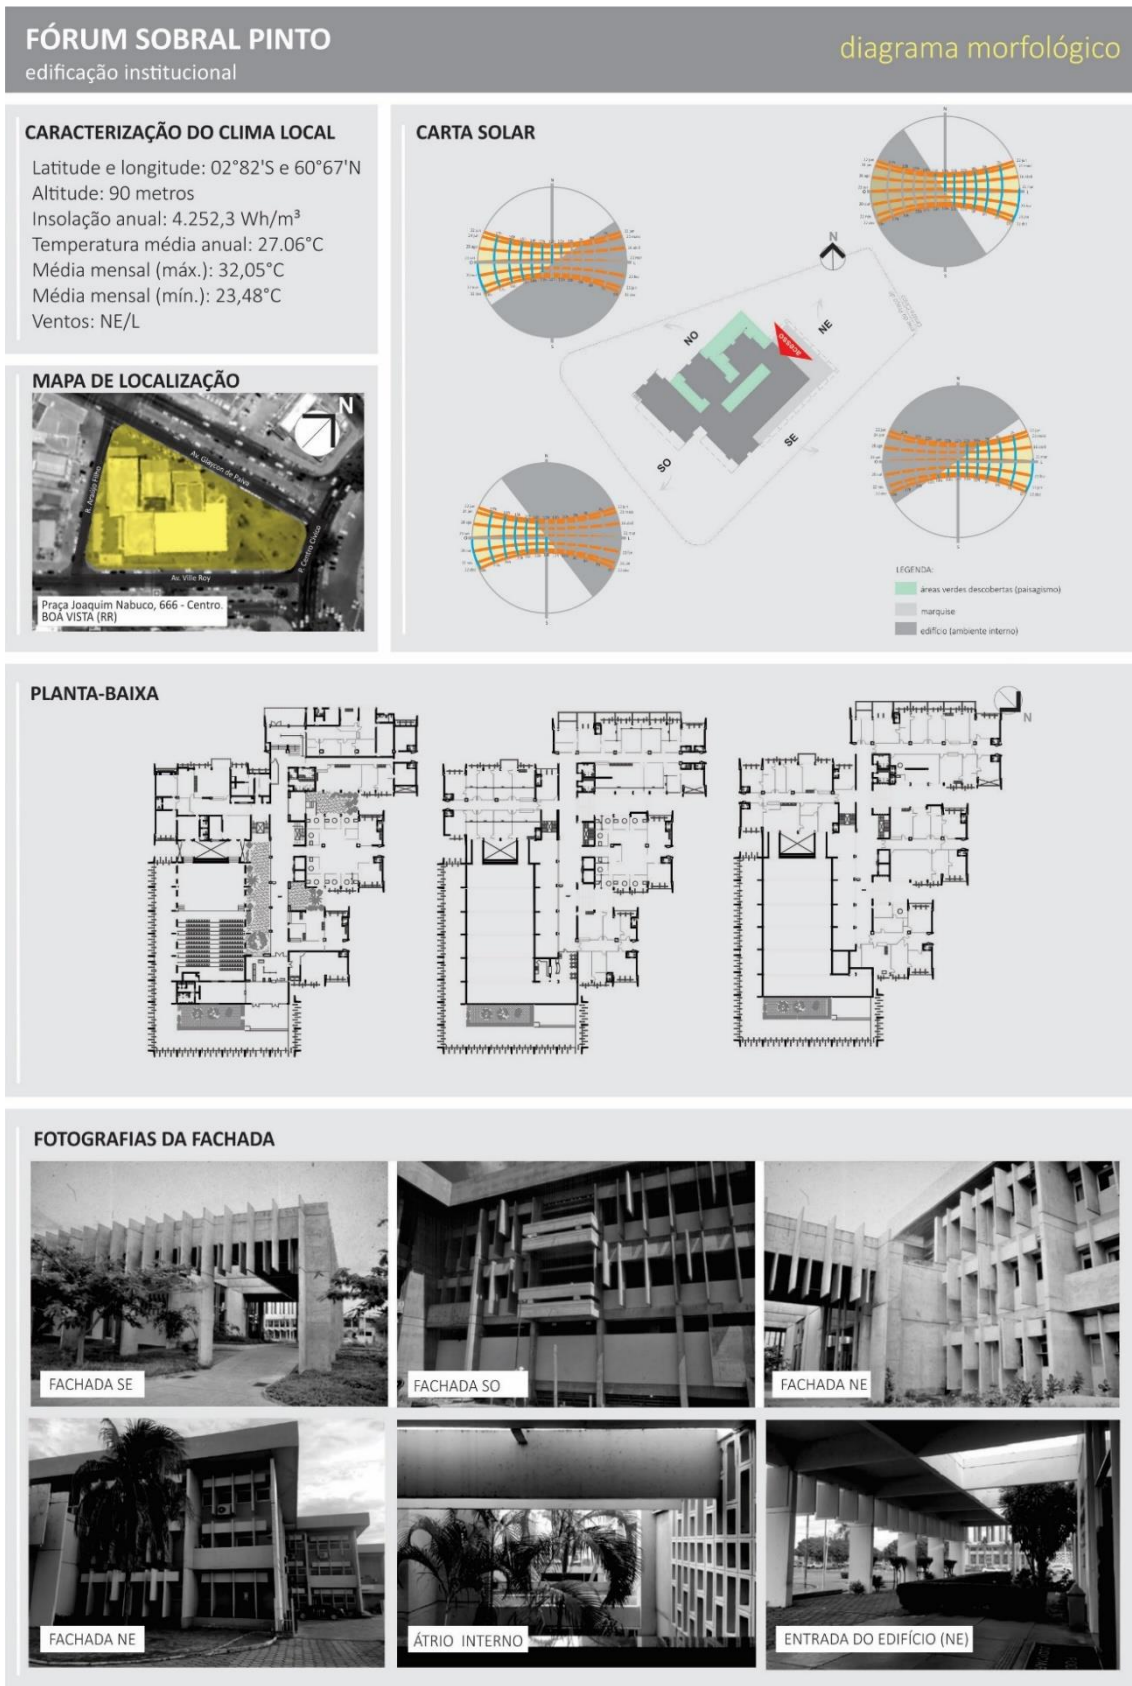 FÓRUM SOBRAL PINTO
edificação institucional
diagrama morfológico
CARACTERIZAÇÃO DO CLIMA LOCAL
Latitude e longitude: 02°82'S e 60°67'N
Altitude: 90 metros
Insolação anual: 4.252,3 Wh/m³
Temperatura média anual: 27.06°C
Média mensal (máx.): 32,05°C
Média mensal (mín.): 23,48°C
Ventos: NE/L
MAPA DE LOCALIZAÇÃO
N
Av. Glaycon de Paiva
R. Araújo Filho
P. Centro Cívico
Av. Ville Roy
Praça Joaquim Nabuco, 666 - Centro.
BOA VISTA (RR)
CARTA SOLAR
N
NO
NE
acesso
SE
SO
LEGENDA:
áreas verdes descobertas (paisagismo)
marquise
edifício (ambiente interno)
PLANTA-BAIXA
N
FOTOGRAFIAS DA FACHADA
FACHADA SE
FACHADA SO
FACHADA NE
FACHADA NE
ÁTRIO INTERNO
ENTRADA DO EDIFÍCIO (NE)